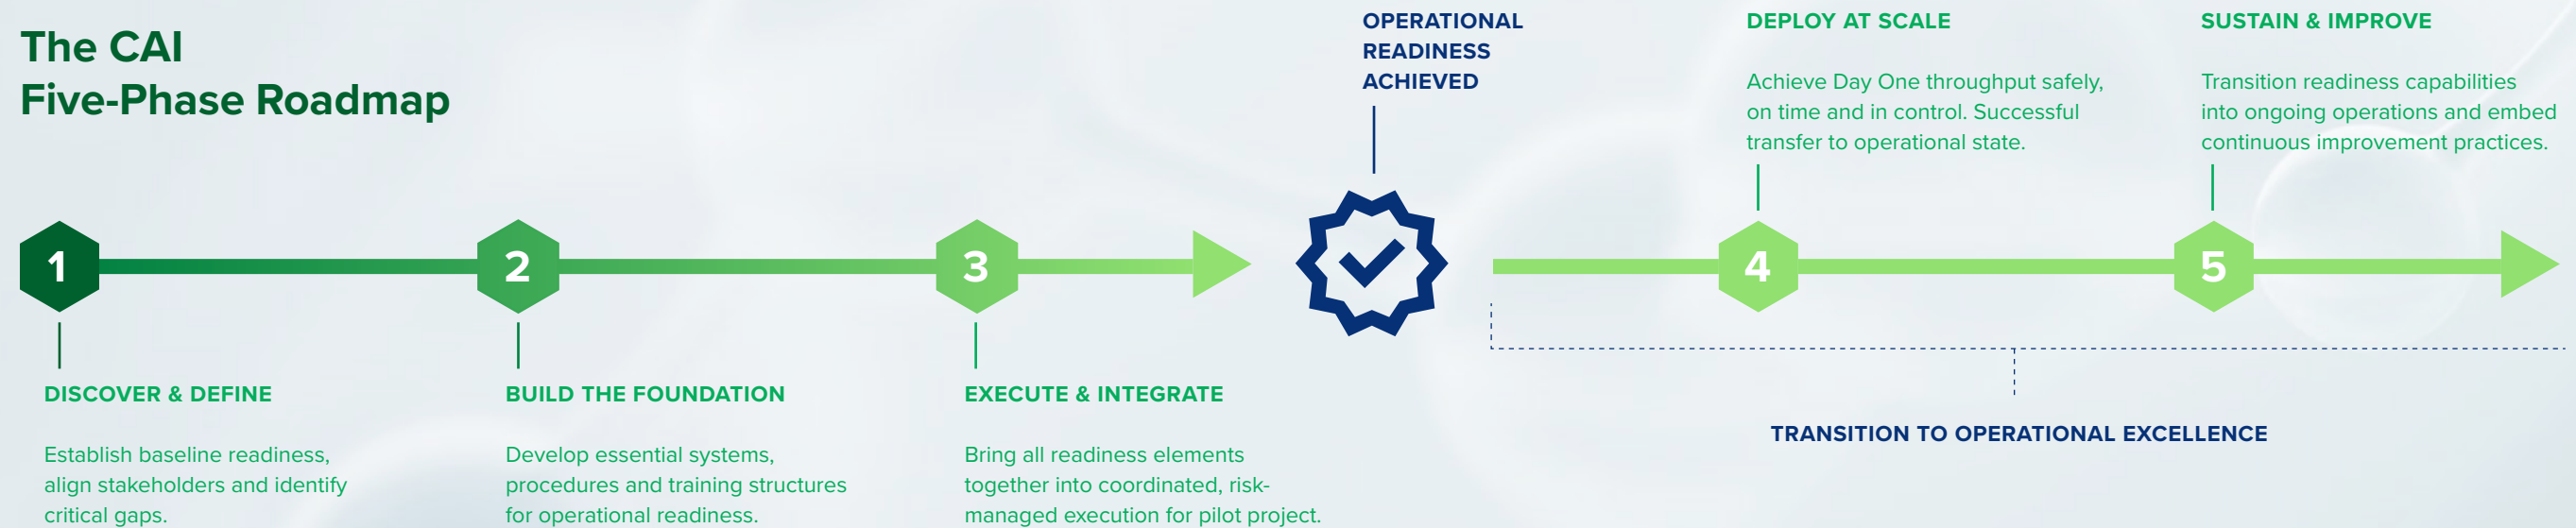 The CAI
Five-Phase Roadmap
1
DISCOVER & DEFINE
Establish baseline readiness,
align stakeholders and identify
critical gaps.
2
BUILD THE FOUNDATION
Develop essential systems,
procedures and training structures
for operational readiness.
3
EXECUTE & INTEGRATE
Bring all readiness elements
together into coordinated, risk-
managed execution for pilot project.
OPERATIONAL
READINESS
ACHIEVED
DEPLOY AT SCALE
Achieve Day One throughput safely,
on time and in control. Successful
transfer to operational state.
4
SUSTAIN & IMPROVE
Transition readiness capabilities
into ongoing operations and embed
continuous improvement practices.
5
TRANSITION TO OPERATIONAL EXCELLENCE